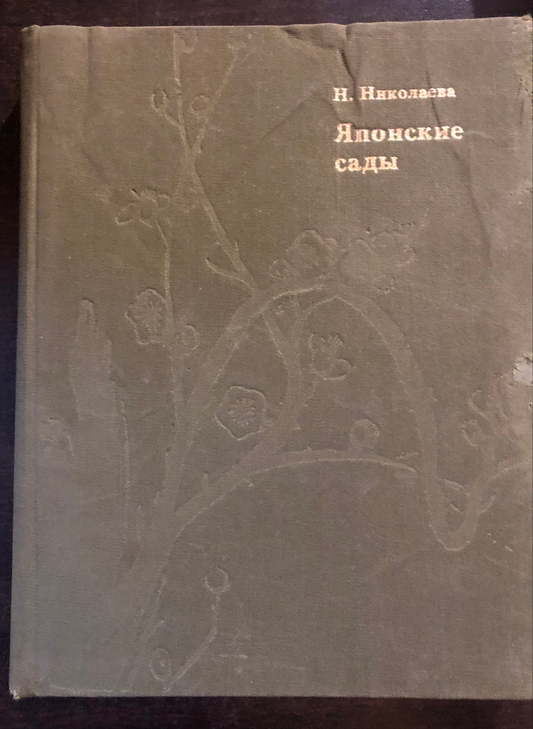 Н. Николаева
Японские
сады